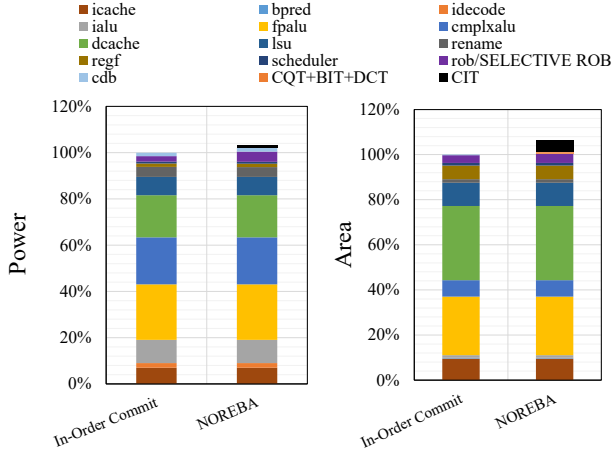 icache bpred idecode
ialu fpalu cmplxalu
dcache lsu rename
regf scheduler rob/SELECTIVE ROB
cdb CQT+BIT+DCT CIT
120%
100%
80%
60%
40%
20%
0%
Power
In-Order Commit
NOREBA
120%
100%
80%
60%
40%
20%
0%
Area
In-Order Commit
NOREBA